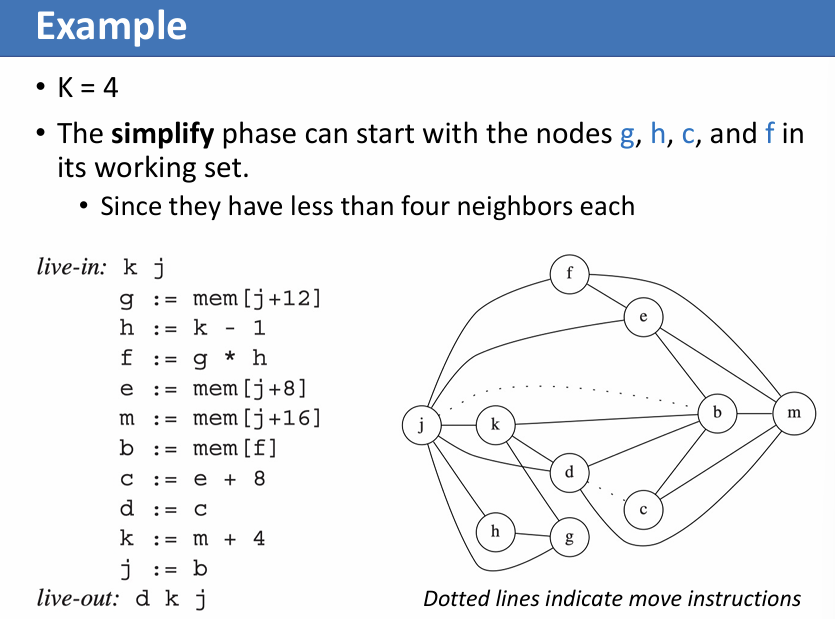 Example
• K = 4
• The simplify phase can start with the nodes g, h, c, and f in
its working set.
• Since they have less than four neighbors each
live-in: k j
g := mem[j+12]
h := k - 1
f := g * h
e := mem[j+8]
m := mem[j+16]
b := mem[f]
c := e + 8
d := c
k := m + 4
j := b
live-out: d k j
f
e
j
k
b
m
d
c
h
g
Dotted lines indicate move instructions